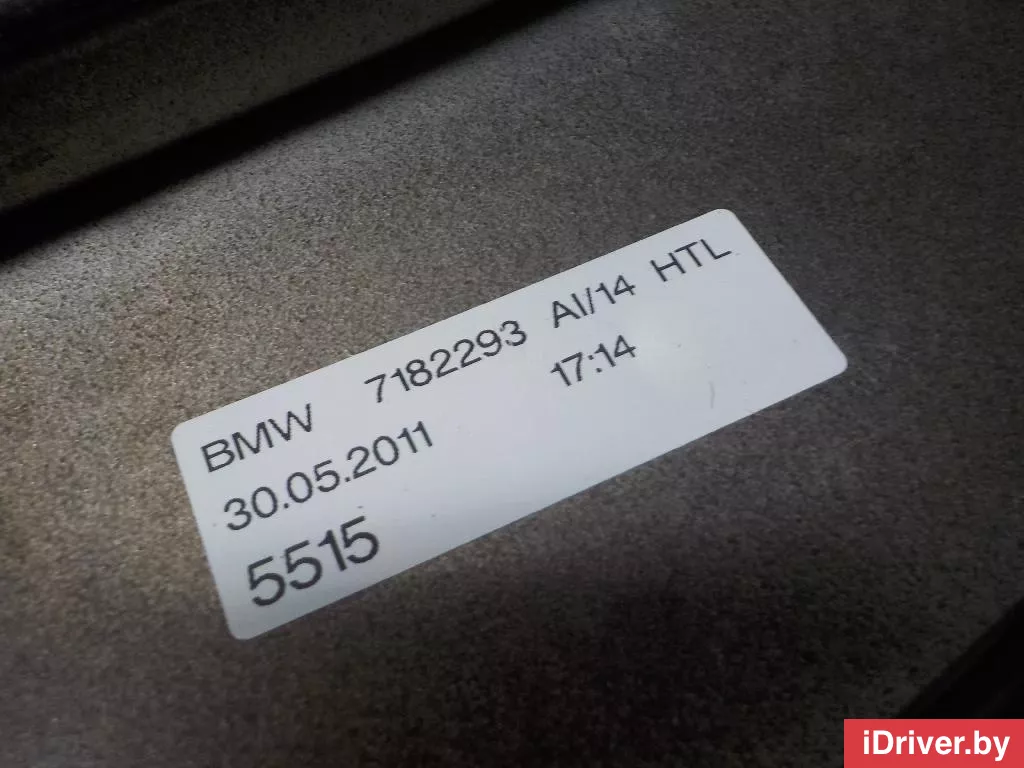 BMW 7182293 AI/14 HTL
30.05.2011 17:14
5515
iDriver.by